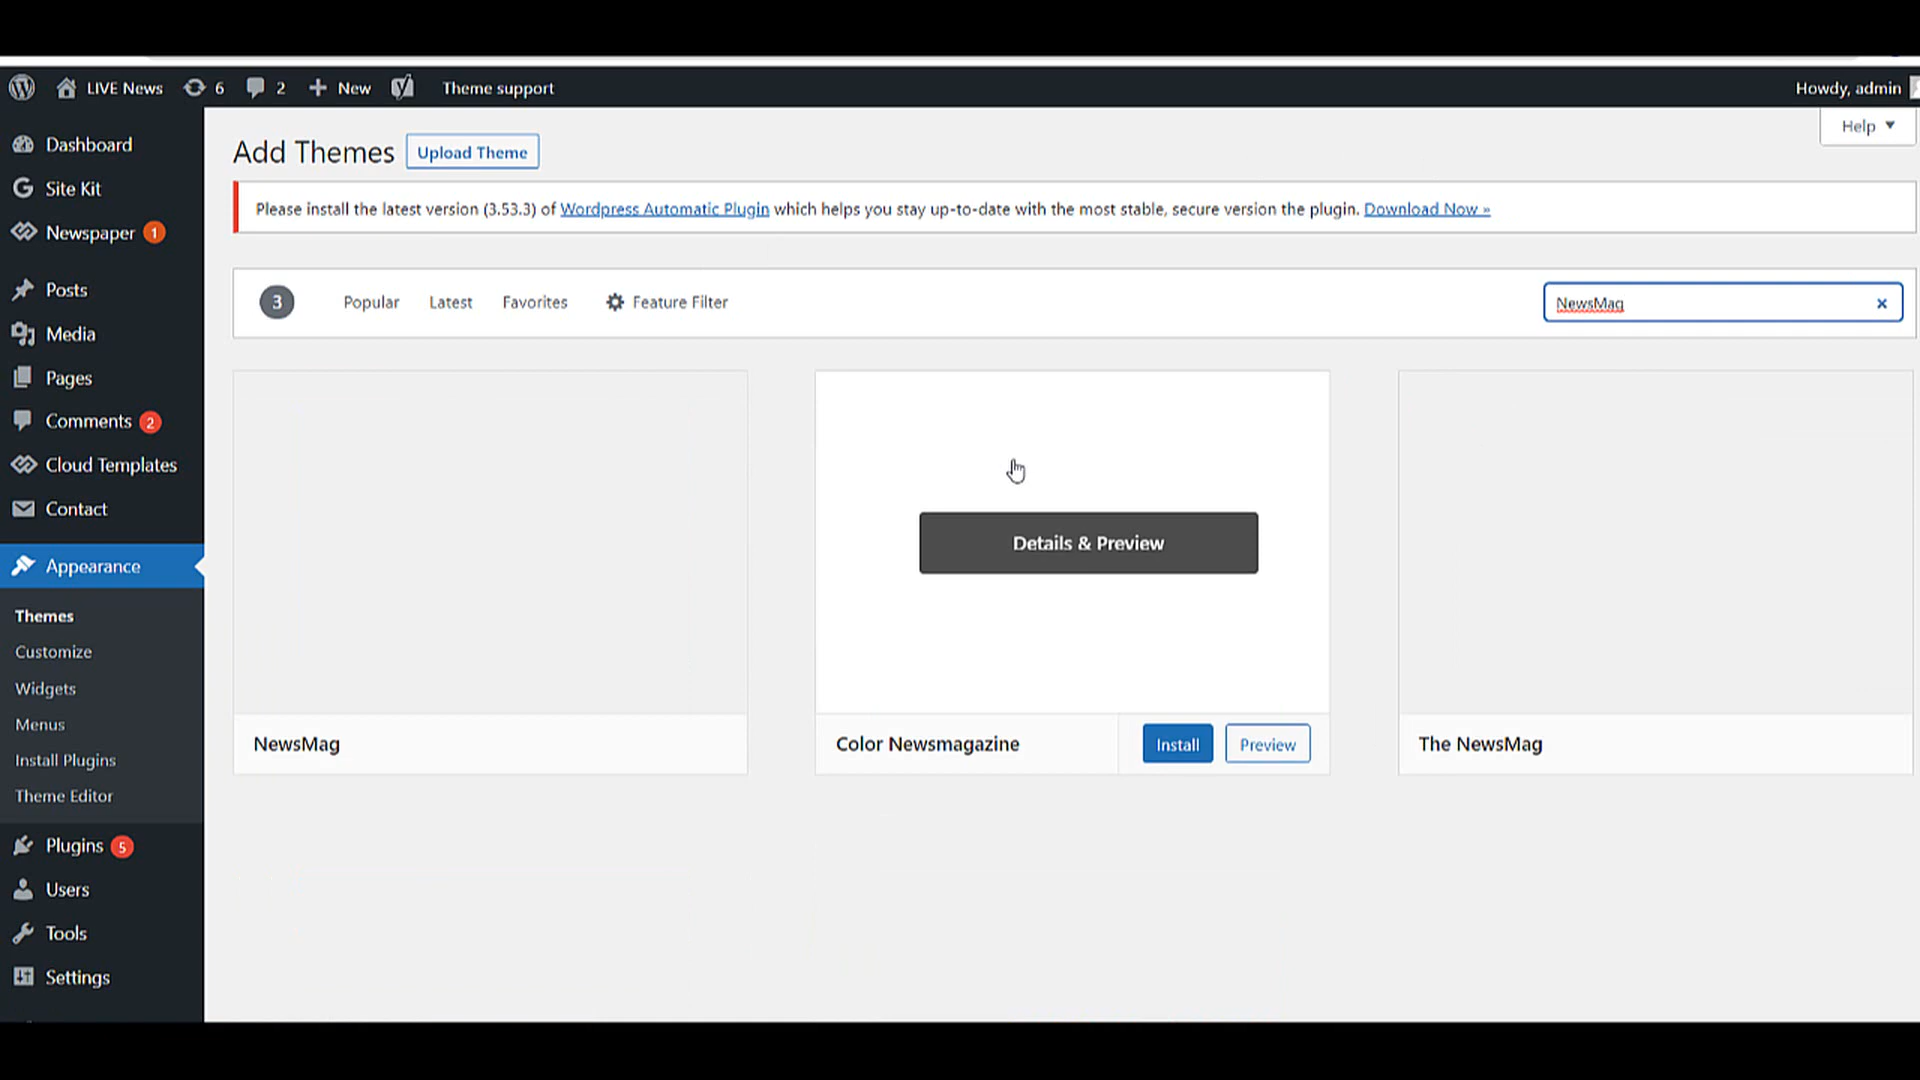 LIVE News 6 2 New Theme support Howdy, admin
Help
Dashboard
Site Kit
Newspaper 1
Posts
Media
Pages
Comments 2
Cloud Templates
Contact
Appearance
Themes
Customize
Widgets
Menus
Install Plugins
Theme Editor
Plugins 5
Users
Tools
Settings
Add Themes Upload Theme
Please install the latest version (3.53.3) of Wordpress Automatic Plugin which helps you stay up-to-date with the most stable, secure version the plugin. Download Now »
3 Popular Latest Favorites Feature Filter NewsMag
Details & Preview
NewsMag
Color Newsmagazine Install Preview
The NewsMag